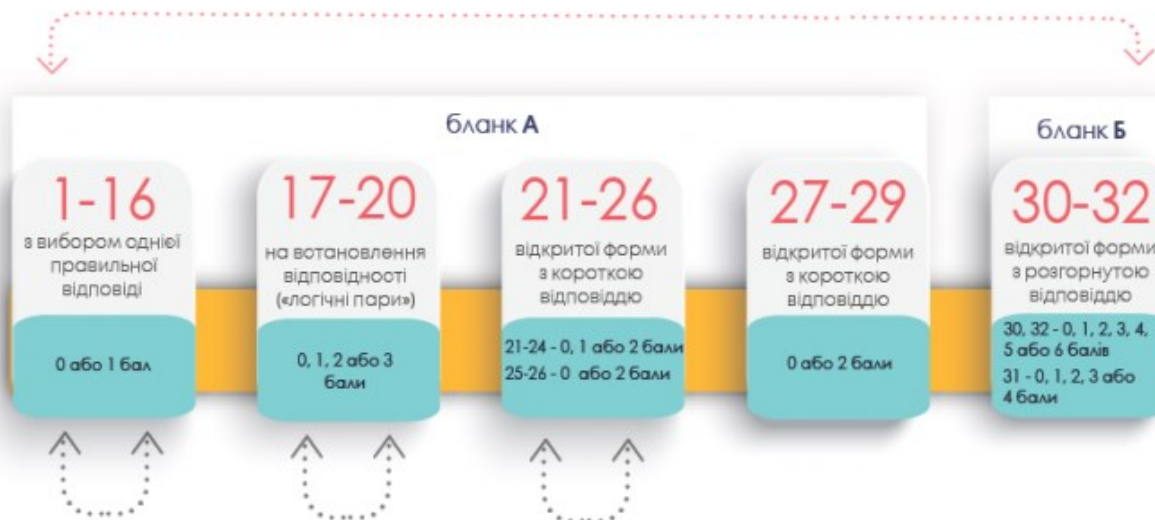 бланк А
бланк Б
1-16
з вибором однієї
правильної
відповіді
0 або 1 бал
17-20
на вотановлення
відповідності
(«логічні пари»)
0, 1, 2 або 3
бали
21-26
відкритої форми
з короткою
відповіддю
21-24 - 0, 1 або 2 бали
25-26 - 0 або 2 бали
27-29
відкритої форми
з короткою
відповіддю
0 або 2 бали
30-32
відкритої форми
з розгорнутою
відповіддю
30, 32 - 0, 1, 2, 3, 4,
5 або 6 балів
31 - 0, 1, 2, 3 або
4 бали